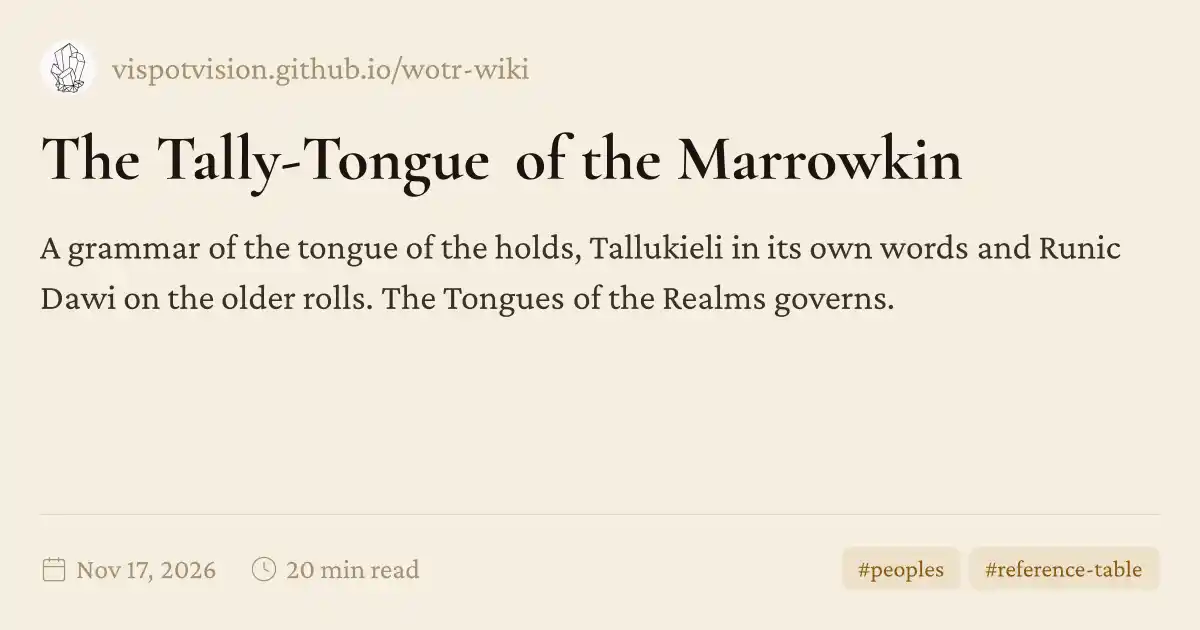 vispotvision.github.io/wotr-wiki
The Tally-Tongue of the Marrowkin
A grammar of the tongue of the holds, Tallukieli in its own words and Runic
Dawi on the older rolls. The Tongues of the Realms governs.
Nov 17, 2026
20 min read
#peoples
#reference-table